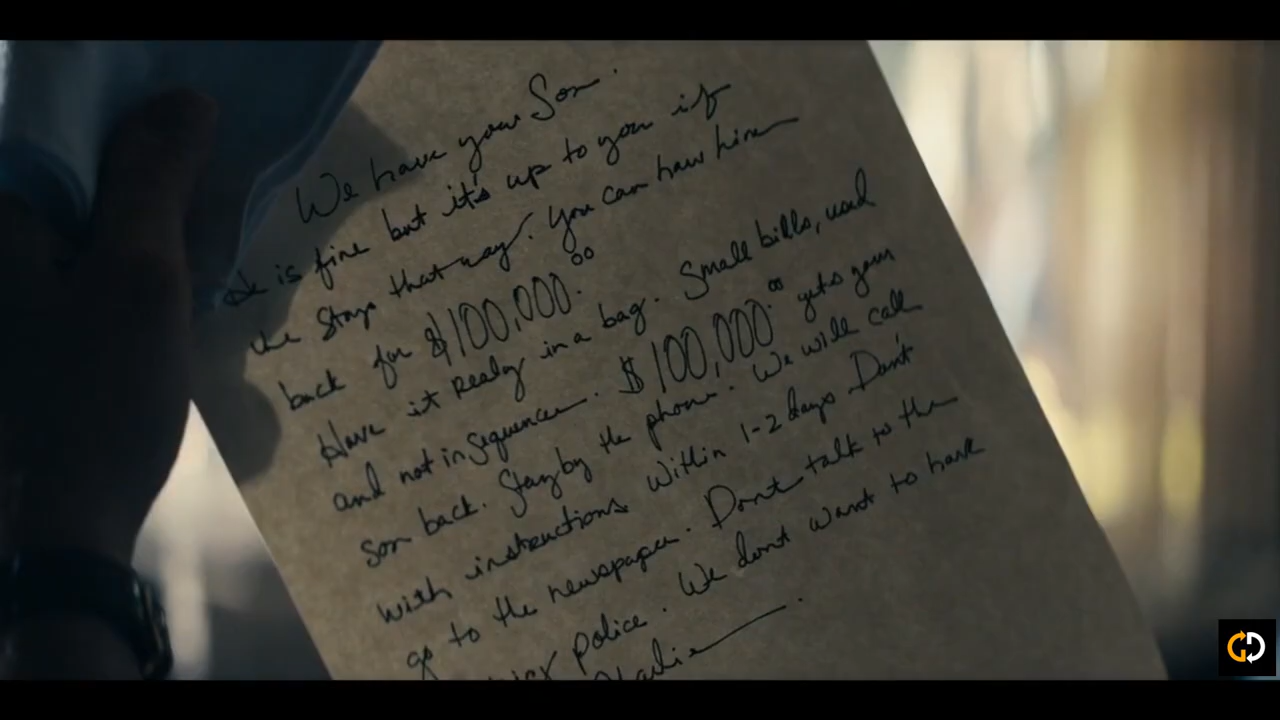 We have your Son.
He is fine but it's up to you if
he stays that way. You can have him
back for $100,000.00
Have it Ready in a bag. Small bills, used
and not in sequence. $100,000.00 gets your
son back. Stay by the phone. We will call
with instructions. Within 1-2 days Don't
go to the newspaper. Don't talk to the
police. We don't want to have
GD